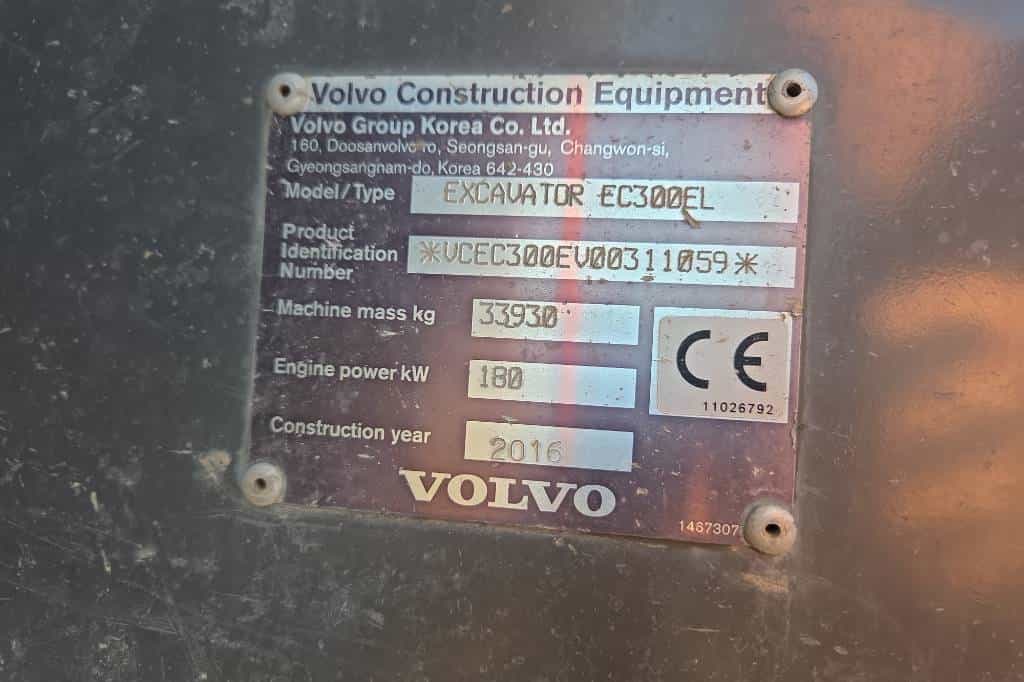 Volvo Construction Equipment
Volvo Group Korea Co. Ltd.
160, Doosanvolvo-ro, Seongsan-gu, Changwon-si,
Gyeongsangnam-do, Korea 642-430
Model/Type EXCAVATOR EC300EL
Product
Identification *VCEC300EV00311059*
Number
Machine mass kg 33930
Engine power kW 180
CE
11026792
Construction year 2016
VOLVO
1467307